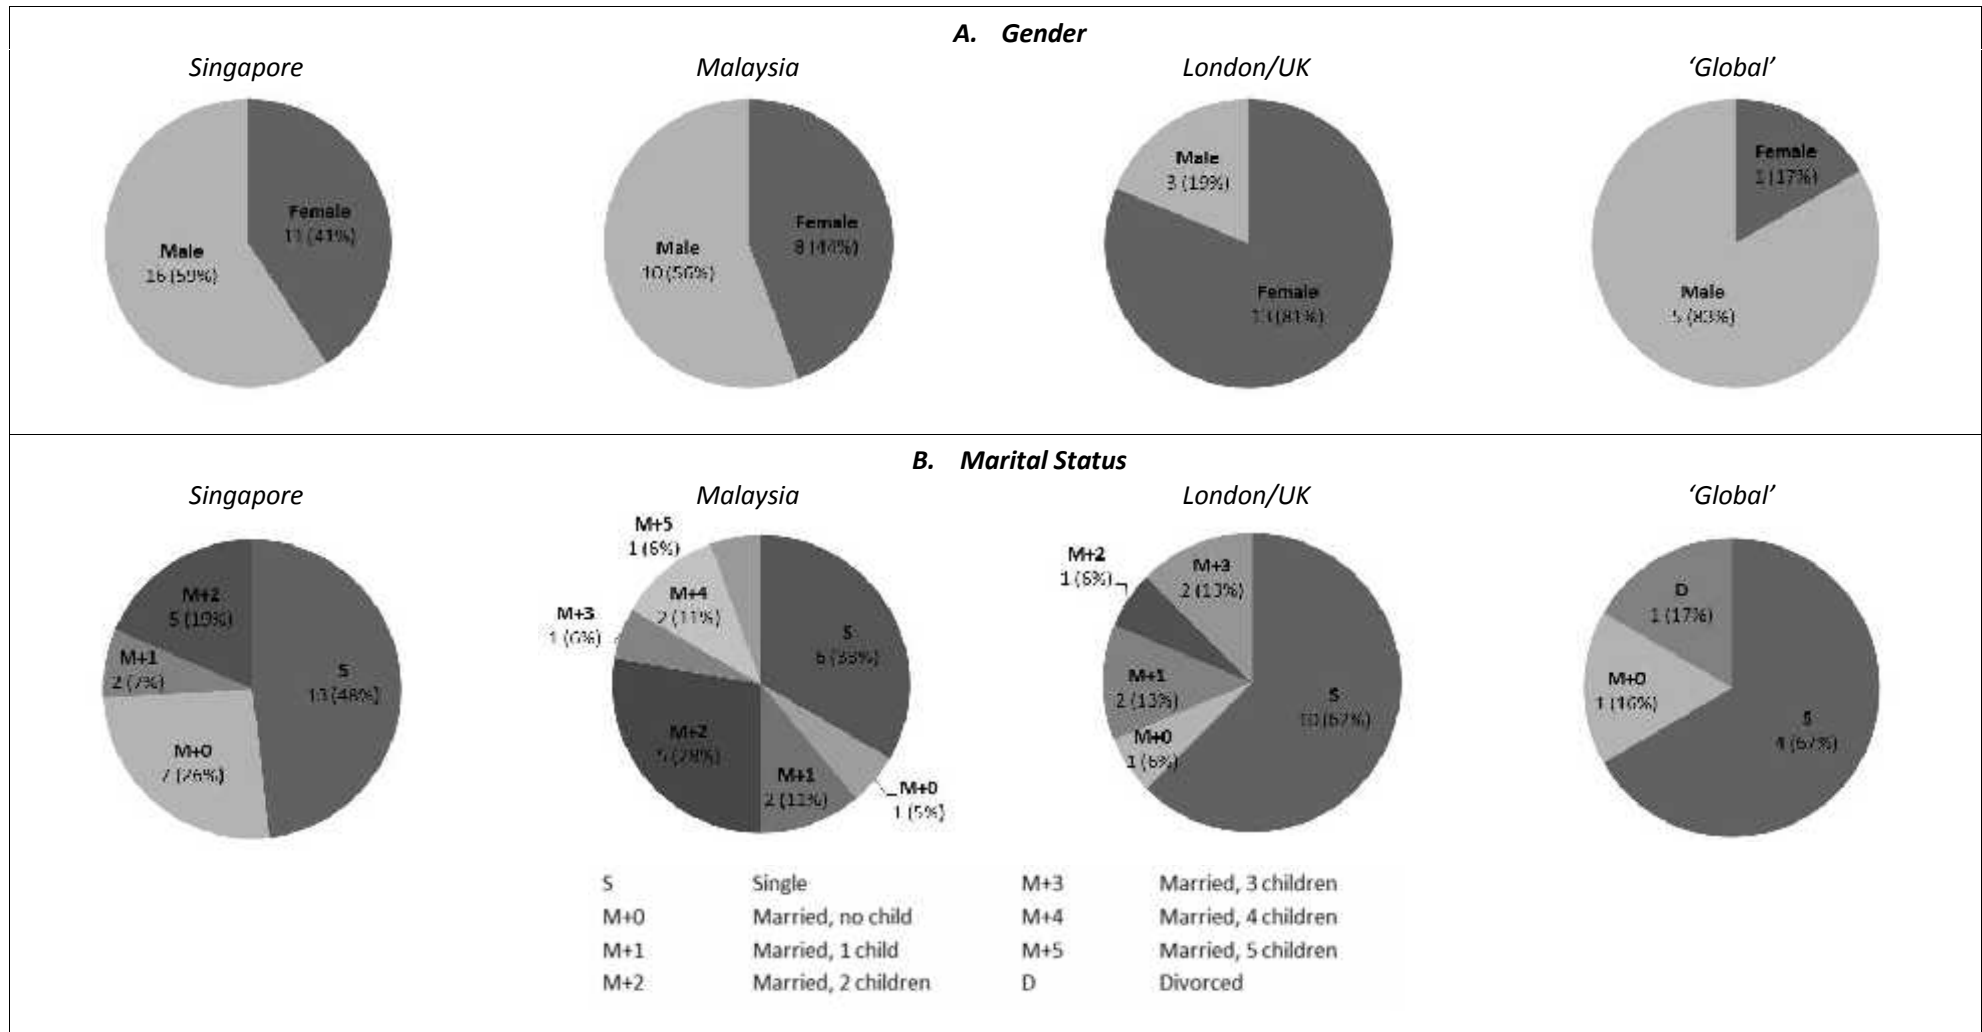 A. Gender
Singapore
Malaysia
London/UK
‘Global’
Female
11 (41%)
Male
16 (59%)
Female
8 (44%)
Male
10 (56%)
Male
3 (19%)
Female
13 (81%)
Female
1 (17%)
Male
5 (83%)
B. Marital Status
Singapore
Malaysia
London/UK
‘Global’
M+2
5 (19%)
M+1
2 (7%)
S
13 (48%)
M+0
7 (26%)
M+5
1 (6%)
M+4
2 (11%)
M+3
1 (6%)
S
6 (33%)
M+2
5 (28%)
M+1
2 (11%)
M+0
1 (5%)
M+2
1 (6%)
M+3
2 (13%)
M+1
2 (13%)
S
10 (62%)
M+0
1 (6%)
D
1 (17%)
M+0
1 (16%)
S
4 (67%)
S Single M+3 Married, 3 children
M+0 Married, no child M+4 Married, 4 children
M+1 Married, 1 child M+5 Married, 5 children
M+2 Married, 2 children D Divorced